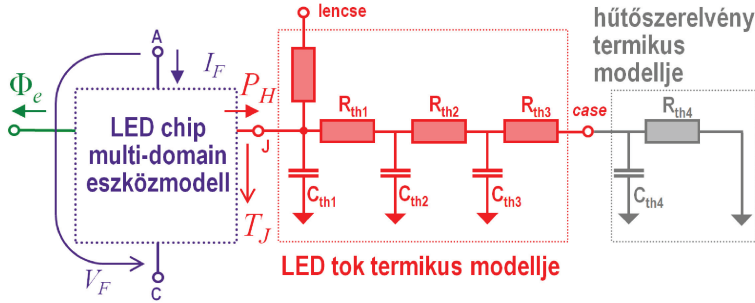 lencse
hűtőszerelvény
termikus
modellje
A
I_F
Φ_e
P_H
R_th1
R_th2
R_th3
case
R_th4
LED chip
multi-domain
eszközmodell
J
C_th1
C_th2
C_th3
C_th4
T_J
V_F
C
LED tok termikus modellje